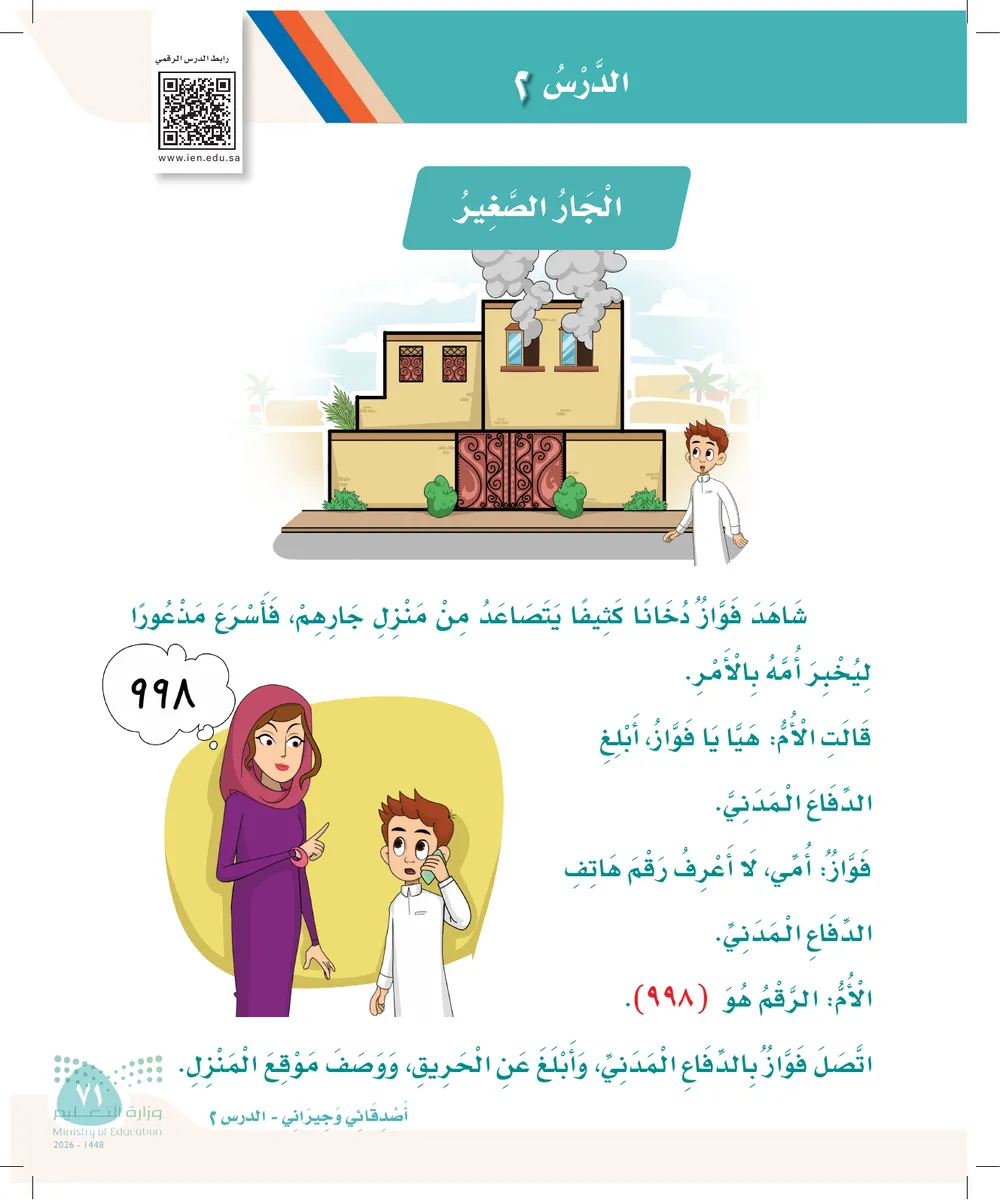 رابط الدرس الرقمي
www.ien.edu.sa
الدَّرْسُ ٢
الْجَارُ الصَّغِيرُ
شَاهَدَ فَوَّازٌ دُخَانًا كَثِيفًا يَتَصَاعَدُ مِنْ مَنْزِلِ جَارِهِمْ، فَأَسْرَعَ مَذْعُورًا
لِيُخْبِرَ أُمَّهُ بِالْأَمْرِ.
٩٩٨
قَالَتِ الْأُمُّ: هَيَّا يَا فَوَّازُ، أَبْلِغِ
الدِّفَاعَ الْمَدَنِيَّ.
فَوَّازٌ: أُمِّي، لَا أَعْرِفُ رَقْمَ هَاتِفِ
الدِّفَاعِ الْمَدَنِيِّ.
الْأُمُّ: الرَّقْمُ هُوَ (٩٩٨).
اتَّصَلَ فَوَّازٌ بِالدِّفَاعِ الْمَدَنِيِّ، وَأَبْلَغَ عَنِ الْحَرِيقِ، وَوَصَفَ مَوْقِعَ الْمَنْزِلِ.
أَصْدِقَائِي وَجِيرَانِي - الدرس ٢
٧١
وزارة التعليم
Ministry of Education
2026 - 1448